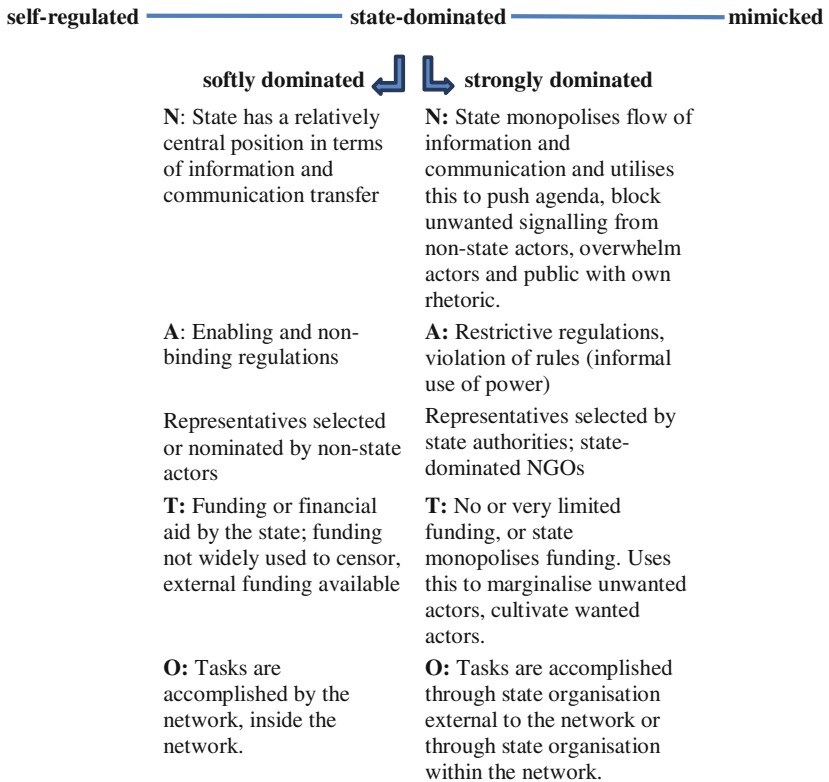 self-regulated state-dominated mimicked
softly dominated
N: State has a relatively
central position in terms
of information and
communication transfer
A: Enabling and non-
binding regulations
Representatives selected
or nominated by non-state
actors
T: Funding or financial
aid by the state; funding
not widely used to censor,
external funding available
O: Tasks are
accomplished by the
network, inside the
network.
strongly dominated
N: State monopolises flow of
information and
communication and utilises
this to push agenda, block
unwanted signalling from
non-state actors, overwhelm
actors and public with own
rhetoric.
A: Restrictive regulations,
violation of rules (informal
use of power)
Representatives selected by
state authorities; state-
dominated NGOs
T: No or very limited
funding, or state
monopolises funding. Uses
this to marginalise unwanted
actors, cultivate wanted
actors.
O: Tasks are accomplished
through state organisation
external to the network or
through state organisation
within the network.